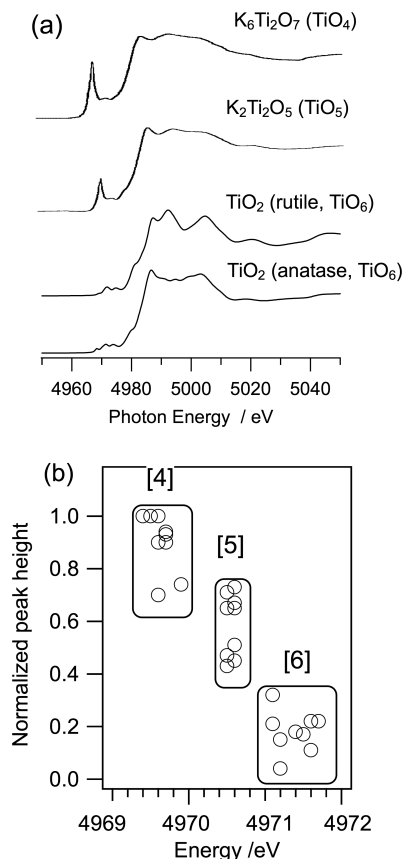 (a)
K₆Ti₂O₇ (TiO₄)
K₂Ti₂O₅ (TiO₅)
TiO₂ (rutile, TiO₆)
TiO₂ (anatase, TiO₆)
4960 4980 5000 5020 5040
Photon Energy / eV
(b)
[4]
[5]
[6]
1.0
0.8
0.6
0.4
0.2
0.0
Normalized peak height
4969 4970 4971 4972
Energy /eV